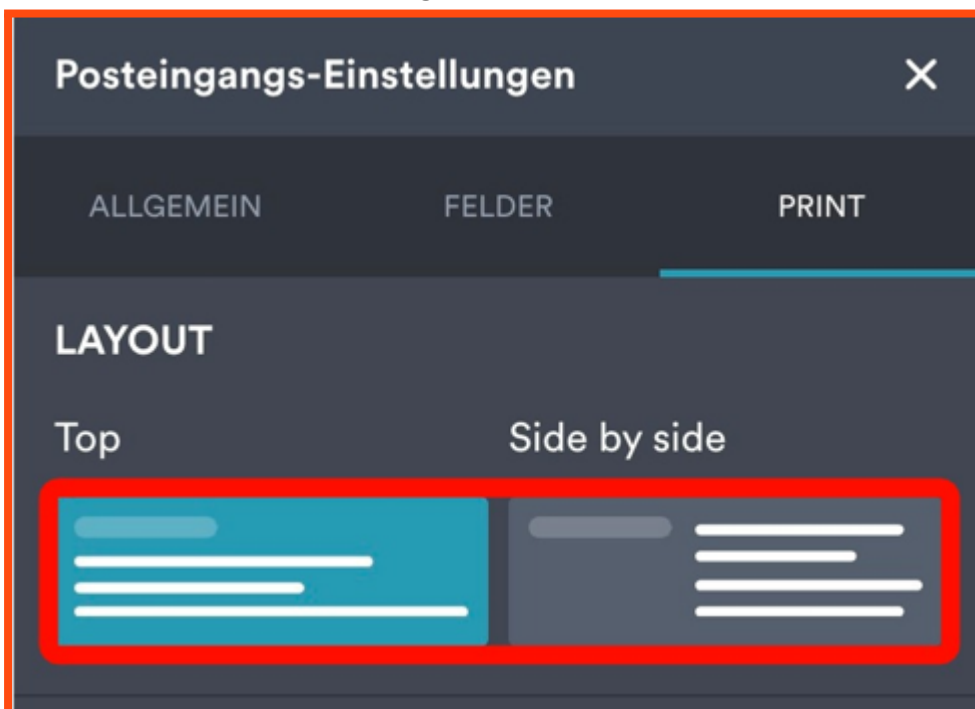 Posteingangs-Einstellungen
ALLGEMEIN FELDER PRINT
LAYOUT
Top Side by side